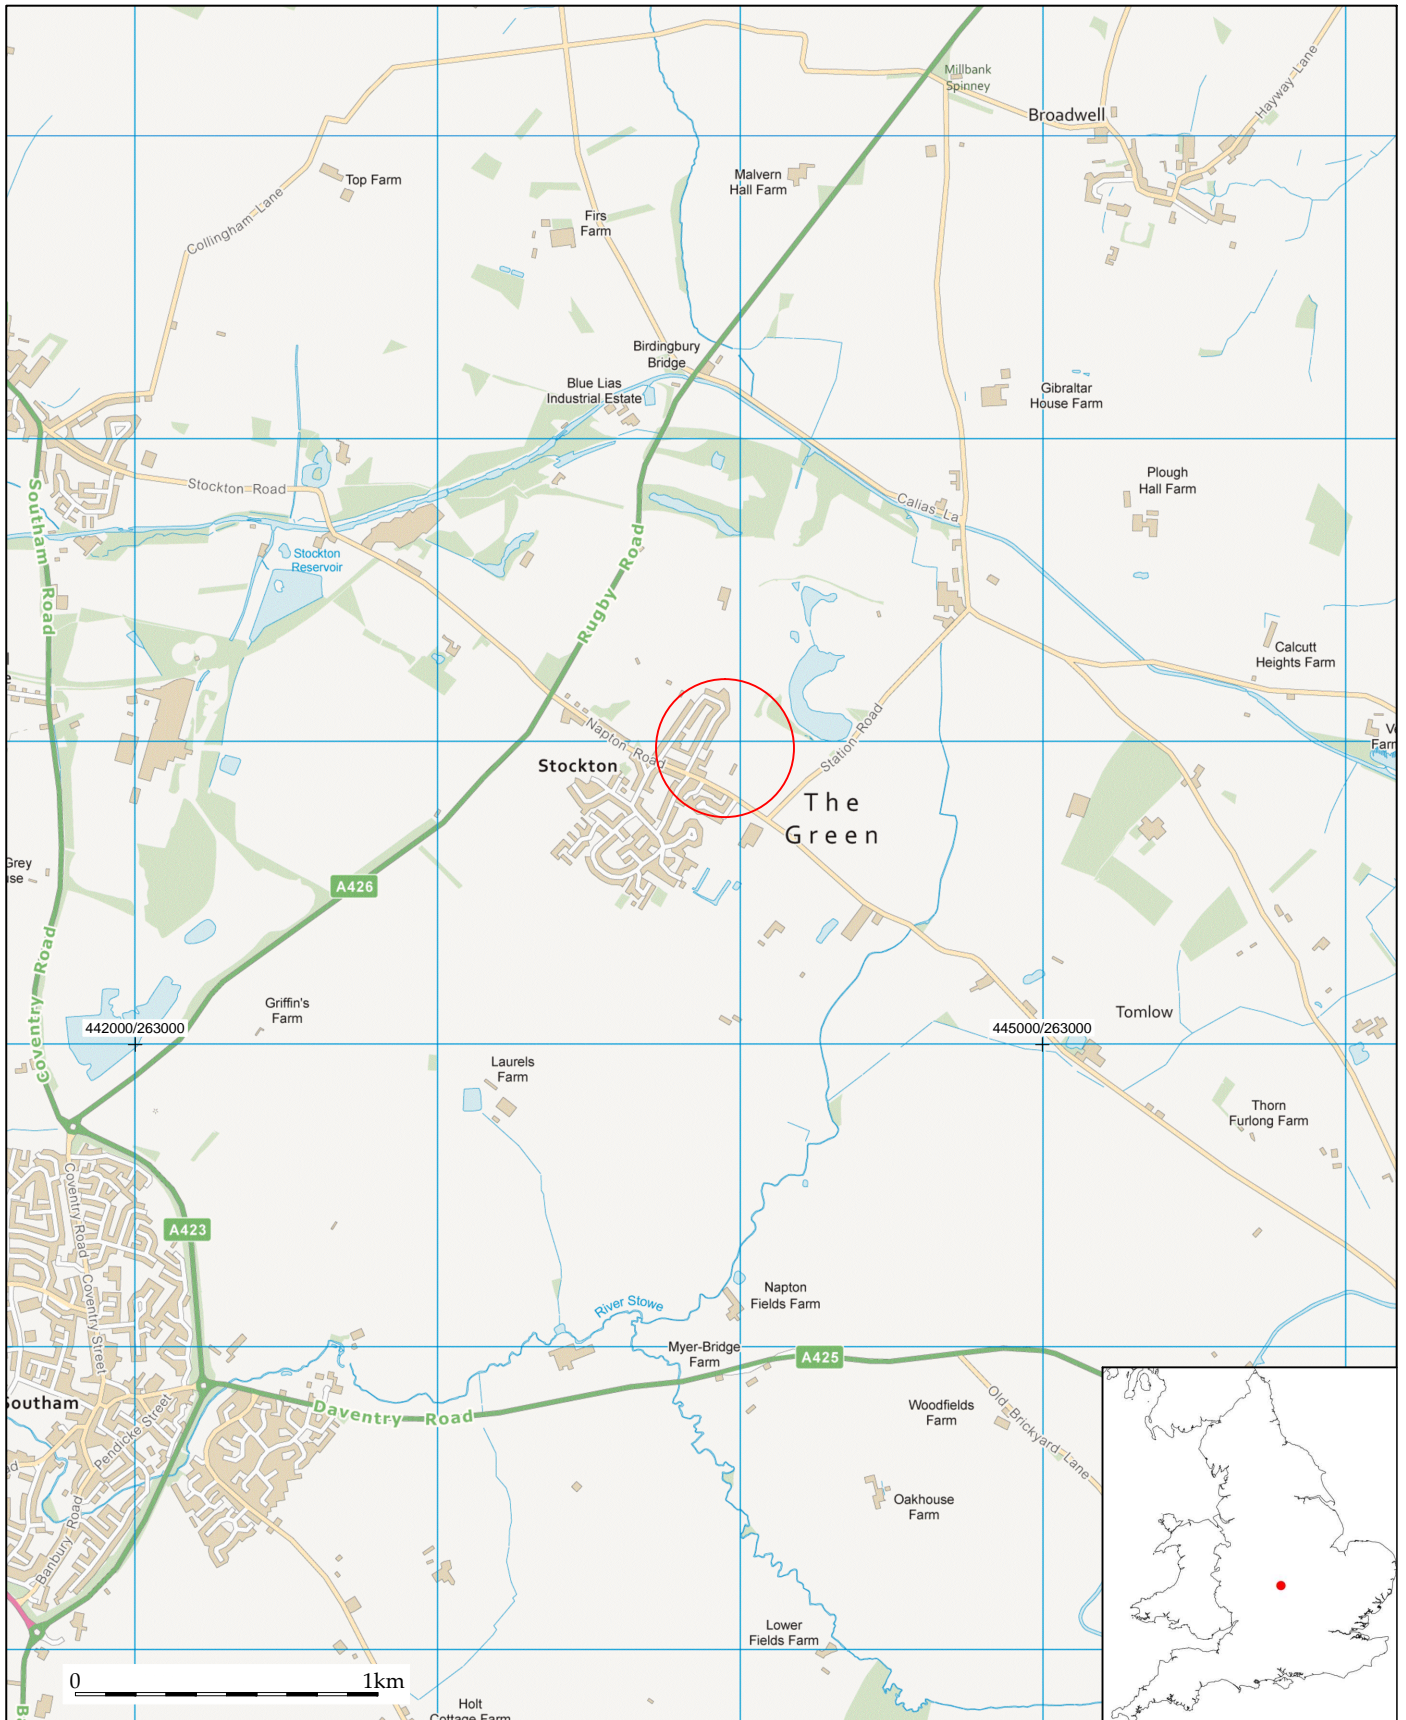 Millbank
Spinney
Broadwell
Hayway Lane
Top Farm
Malvern
Hall Farm
Collingham Lane
Firs
Farm
Birdingbury
Bridge
Blue Lias
Industrial Estate
Gibraltar
House Farm
Plough
Hall Farm
Stockton Road
Calias La
Southam Road
Stockton
Reservoir
Rugby Road
Calcutt
Heights Farm
Napton Road
Station Road
Farm
Stockton
The
Green
Grey
A426
Coventry Road
Griffin's
Farm
Tomlow
442000/263000
445000/263000
Laurels
Farm
Thorn
Furlong Farm
Coventry Road
A423
Coventry Street
Napton
Fields Farm
River Stowe
Myer-Bridge
Farm
A425
Southam
Pendicke Street
Daventry Road
Woodfields
Farm
Old Brickyard Lane
Oakhouse
Farm
Banbury Road
Lower
Fields Farm
0 1km
Holt
Cottage Farm